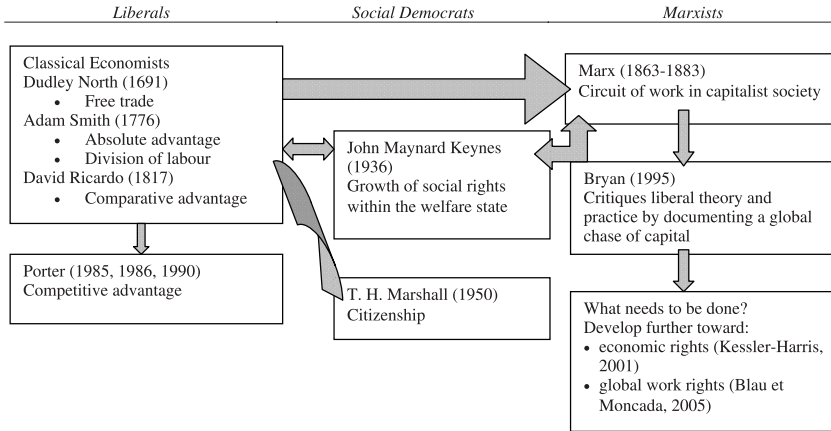 Liberals
Social Democrats
Marxists
Classical Economists
Dudley North (1691)
• Free trade
Adam Smith (1776)
• Absolute advantage
• Division of labour
David Ricardo (1817)
• Comparative advantage
Porter (1985, 1986, 1990)
Competitive advantage
John Maynard Keynes
(1936)
Growth of social rights
within the welfare state
T. H. Marshall (1950)
Citizenship
Marx (1863-1883)
Circuit of work in capitalist society
Bryan (1995)
Critiques liberal theory and
practice by documenting a global
chase of capital
What needs to be done?
Develop further toward:
• economic rights (Kessler-Harris,
2001)
• global work rights (Blau et
Moncada, 2005)